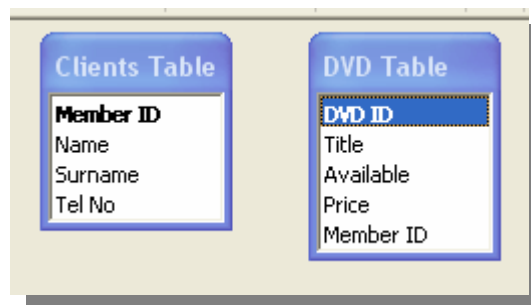 Clients Table
Member ID
Name
Surname
Tel No
DVD Table
DVD ID
Title
Available
Price
Member ID